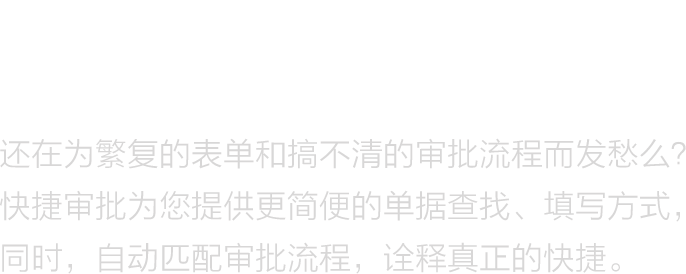 还在为繁复的表单和搞不清的审批流程而发愁么?
快捷审批为您提供更简便的单据查找、填写方式，
同时，自动匹配审批流程，诠释真正的快捷。